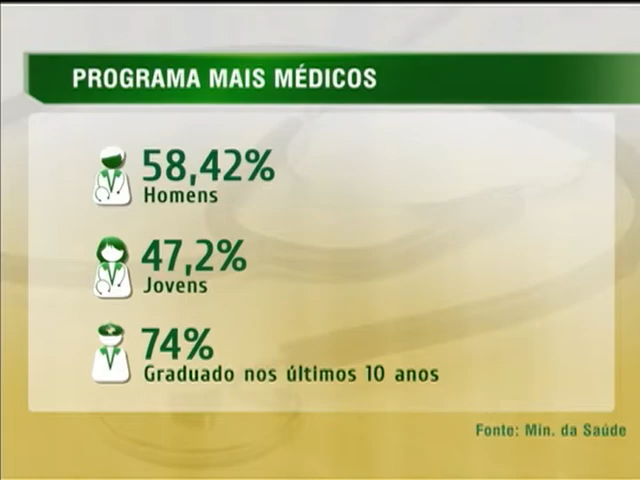 PROGRAMA MAIS MÉDICOS
58,42%
Homens
47,2%
Jovens
74%
Graduado nos últimos 10 anos
Fonte: Min. da Saúde